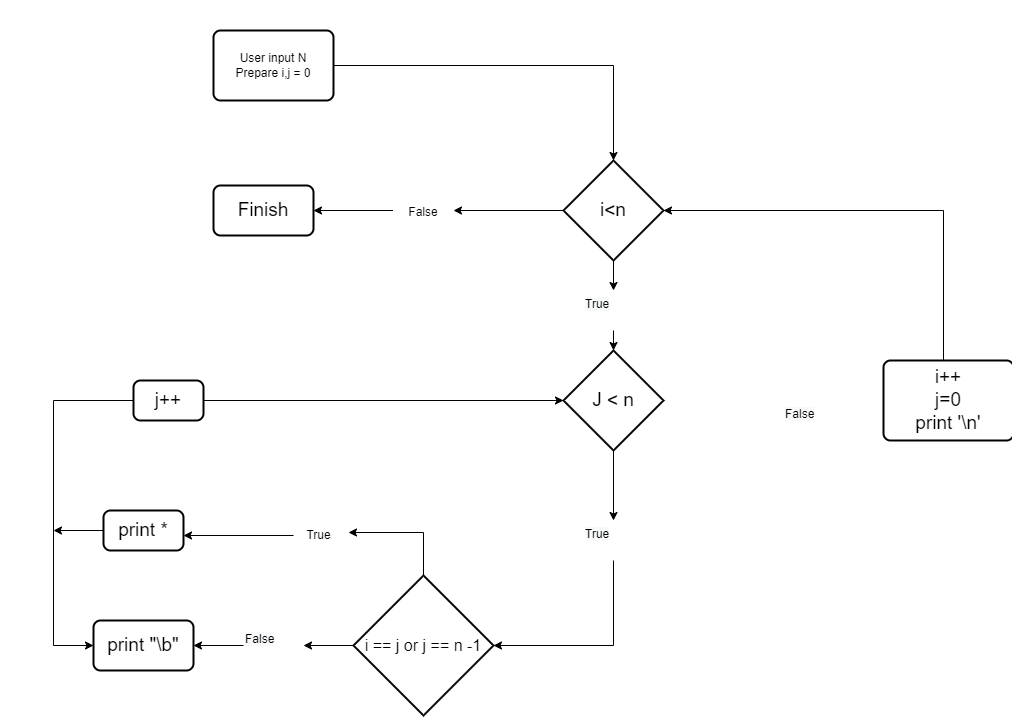 User input N
Prepare i,j = 0
Finish
False
i<n
True
j++
J < n
False
i++
j=0
print '\n'
print *
True
True
print "\b"
False
i == j or j == n -1